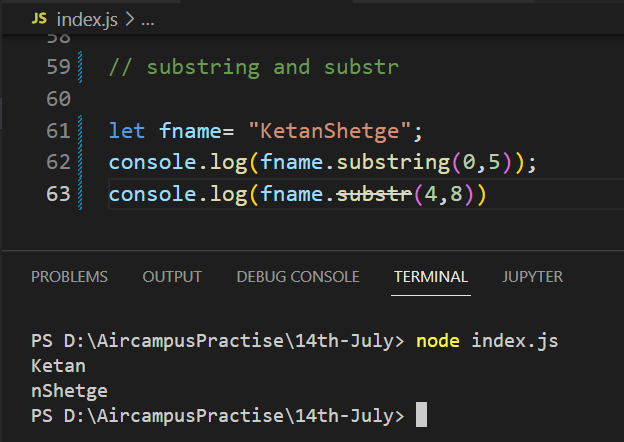 JS index.js > ...
58
59 // substring and substr
60
61 let fname= "KetanShetge";
62 console.log(fname.substring(0,5));
63 console.log(fname.substr(4,8))
PROBLEMS OUTPUT DEBUG CONSOLE TERMINAL JUPYTER
PS D:\AircampusPractise\14th-July> node index.js
Ketan
nShetge
PS D:\AircampusPractise\14th-July>